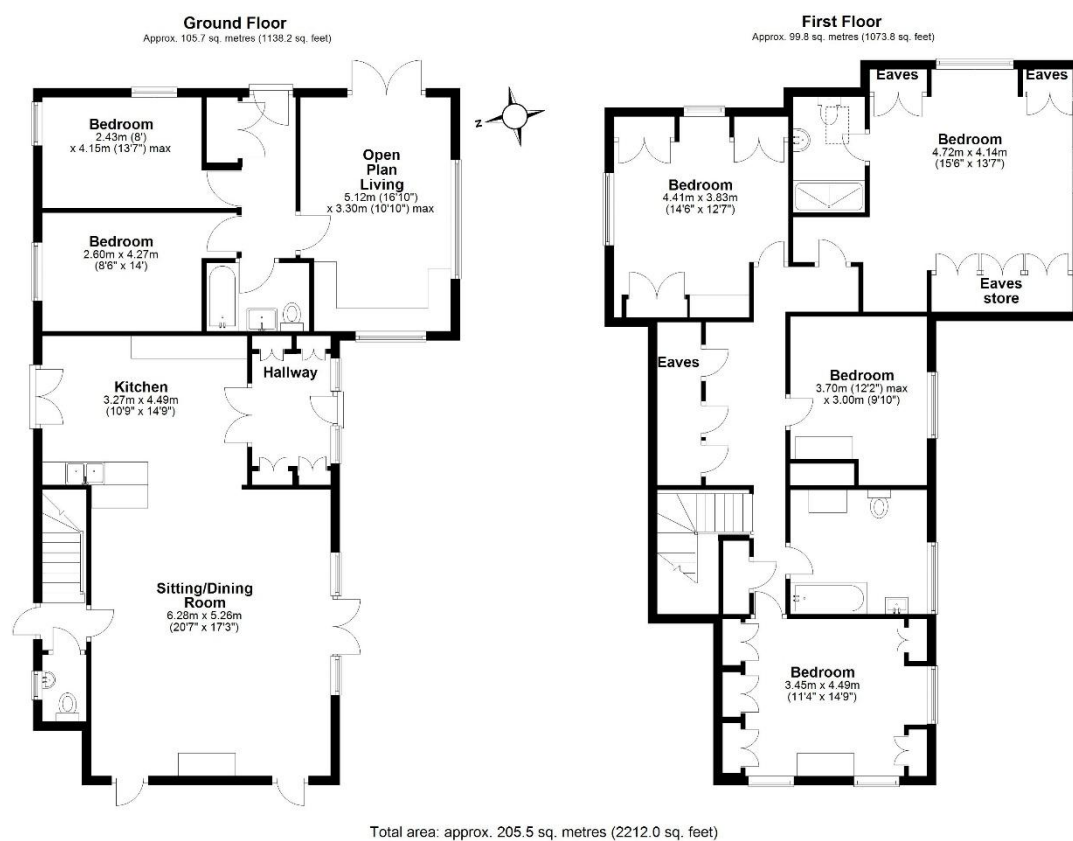 Ground Floor
Approx. 105.7 sq. metres (1138.2 sq. feet)
Bedroom
2.43m (8')
x 4.15m (13'7") max
Open
Plan
Living
5.12m (16'10")
x 3.30m (10'10") max
Bedroom
2.60m x 4.27m
(8'6" x 14')
Kitchen
3.27m x 4.49m
(10'9" x 14'9")
Hallway
Sitting/Dining
Room
6.28m x 5.26m
(20'7" x 17'3")
N
First Floor
Approx. 99.8 sq. metres (1073.8 sq. feet)
Eaves
Eaves
Bedroom
4.72m x 4.14m
(15'6" x 13'7")
Bedroom
4.41m x 3.83m
(14'6" x 12'7")
Eaves
store
Eaves
Bedroom
3.70m (12'2") max
x 3.00m (9'10")
Bedroom
3.45m x 4.49m
(11'4" x 14'9")
Total area: approx. 205.5 sq. metres (2212.0 sq. feet)